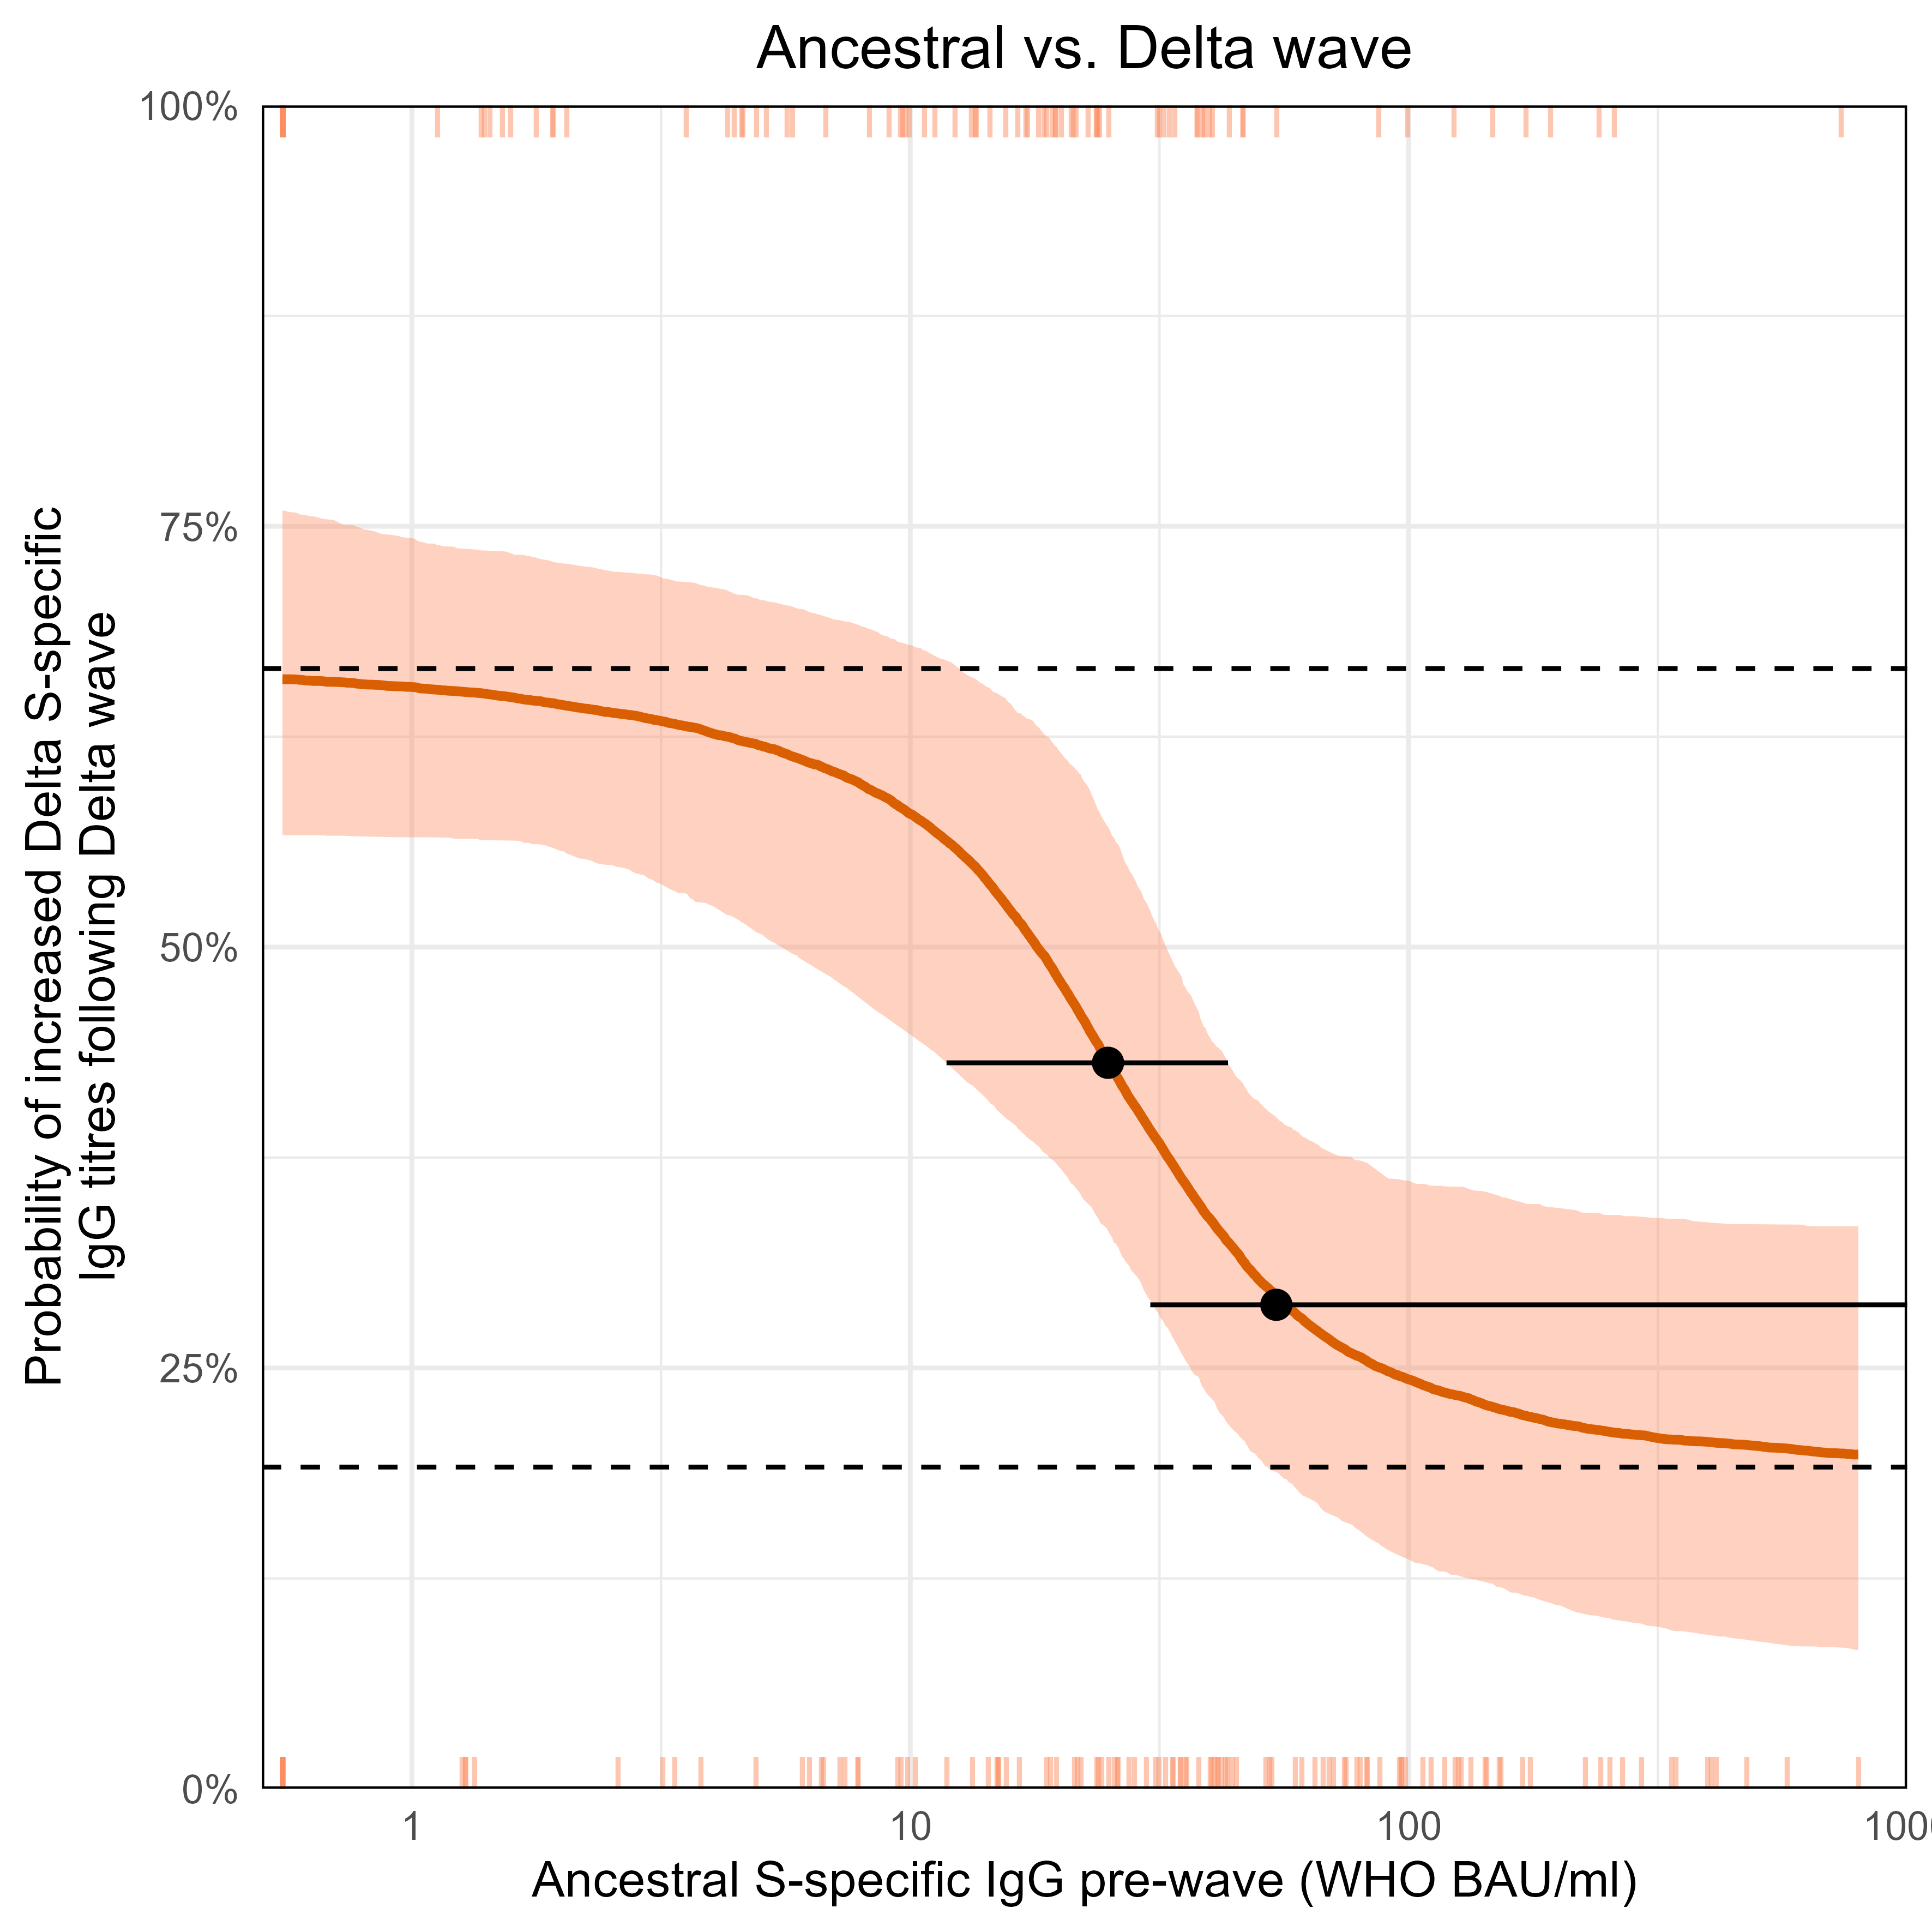 Ancestral vs. Delta wave
Probability of increased Delta S-specific
IgG titres following Delta wave
100%
75%
50%
25%
0%
1
10
100
100
Ancestral S-specific IgG pre-wave (WHO BAU/ml)